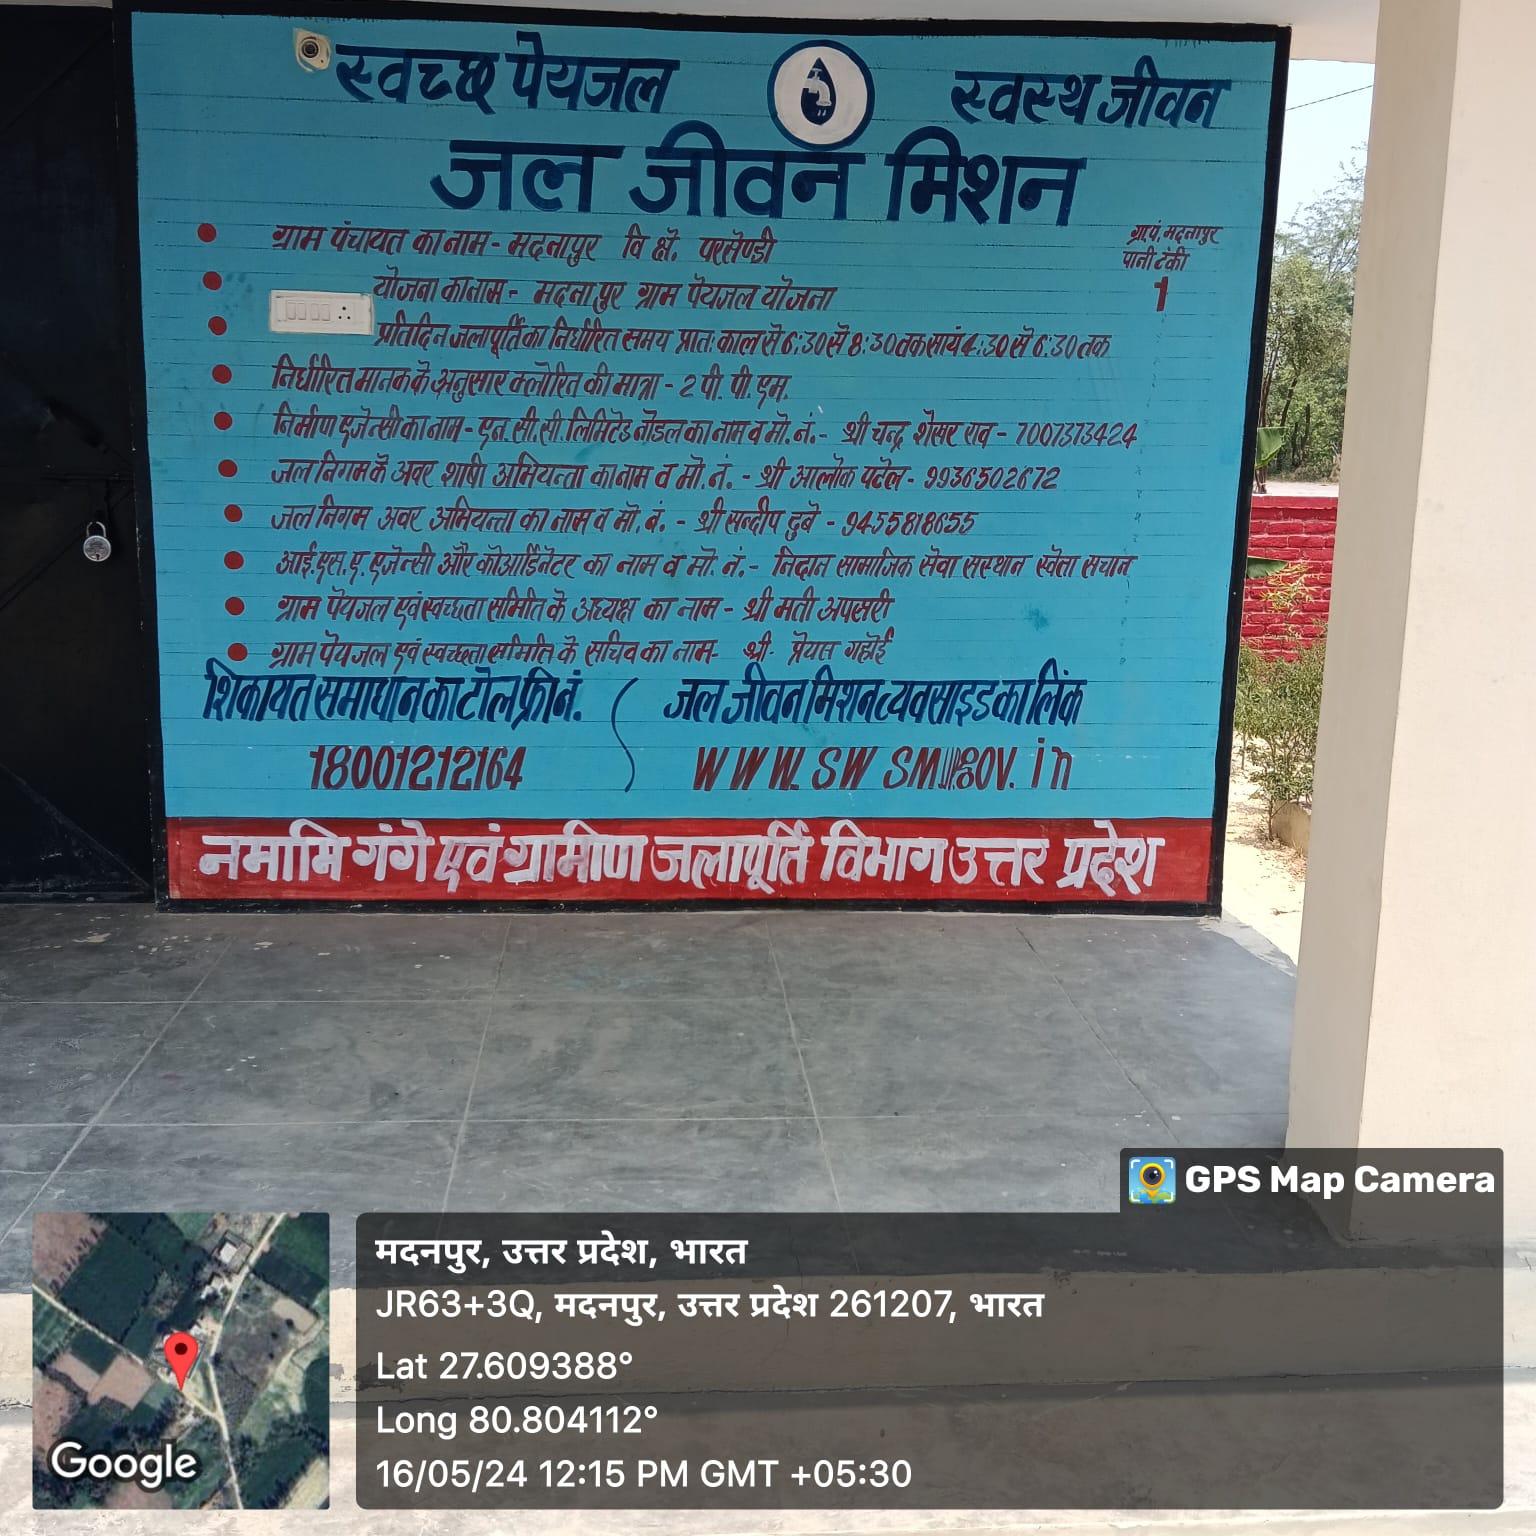 स्वच्छ पेयजल स्वस्थ जीवन
जल जीवन मिशन
ग्राम पंचायत का नाम - मदनापुर वि क्षे. परसेण्डी
ग्रा.पं. मदनापुर
पानी टंकी
1
योजना का नाम - मदनापुर ग्राम पेयजल योजना
प्रतिदिन जलापूर्ति का निर्धारित समय प्रातः काल से 6:30 से 8:30 तक सायं 4:30 से 6:30 तक
निर्धारित मानक के अनुसार क्लोरित की मात्रा - 2 पी. पी. एम.
निर्माण एजेन्सी का नाम - एन. सी. सी. लिमिटेड नोडल का नाम व मो. नं. - श्री चन्द्र शेखर राव - 7007373424
जल निगम के अवर शाषी अभियन्ता का नाम व मो. नं. - श्री आलोक पटेल - 9936502672
जल निगम अवर अभियन्ता का नाम व मो. नं. - श्री सन्दीप दुबे - 9455818655
आई. एस. ए. एजेन्सी और कोआर्डिनेटर का नाम व मो. नं. - निदान सामाजिक सेवा सस्थान स्वेता सचान
ग्राम पेयजल एवं स्वच्छता समिति के अध्यक्ष का नाम - श्री मती अपसरी
ग्राम पेयजल एवं स्वच्छता समिति के सचिव का नाम - श्री प्रेयस गहोई
शिकायत समाधान का टोल फ्री नं. जल जीवन मिशन व्यवसाइड का लिंक
18001212164 WWW.SWSMUP.GOV.in
नमामि गंगे एवं ग्रामीण जलापूर्ति विभाग उत्तर प्रदेश
GPS Map Camera
मदनपुर, उत्तर प्रदेश, भारत
JR63+3Q, मदनपुर, उत्तर प्रदेश 261207, भारत
Lat 27.609388°
Long 80.804112°
16/05/24 12:15 PM GMT +05:30
Google